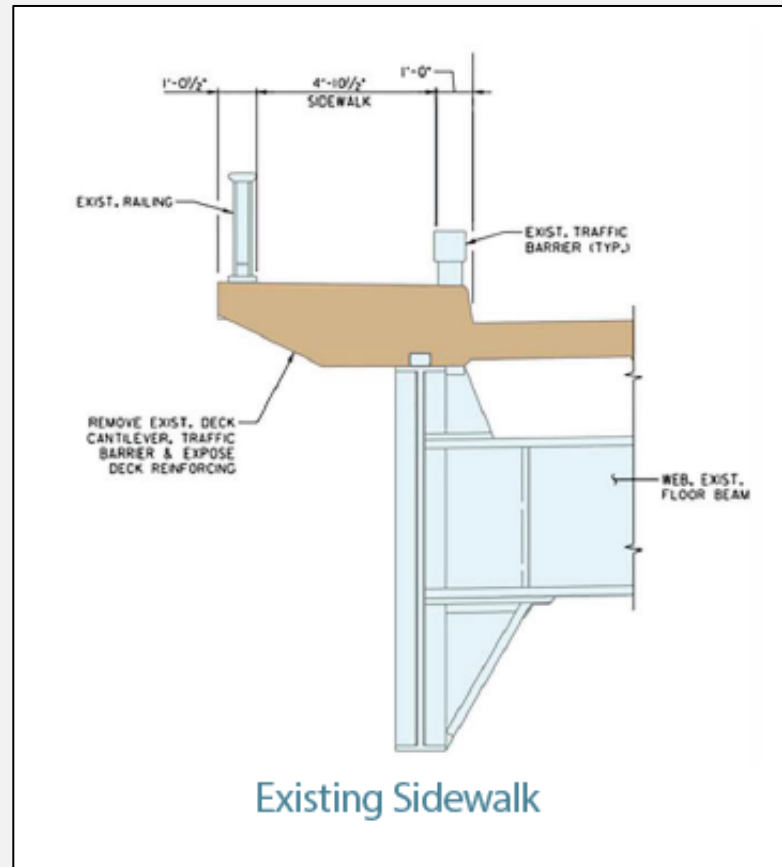 1'-0½"
4'-10½"
SIDEWALK
1'-0"
EXIST. RAILING
EXIST. TRAFFIC
BARRIER (TYP.)
REMOVE EXIST. DECK
CANTILEVER, TRAFFIC
BARRIER & EXPOSE
DECK REINFORCING
WEB, EXIST.
FLOOR BEAM
Existing Sidewalk